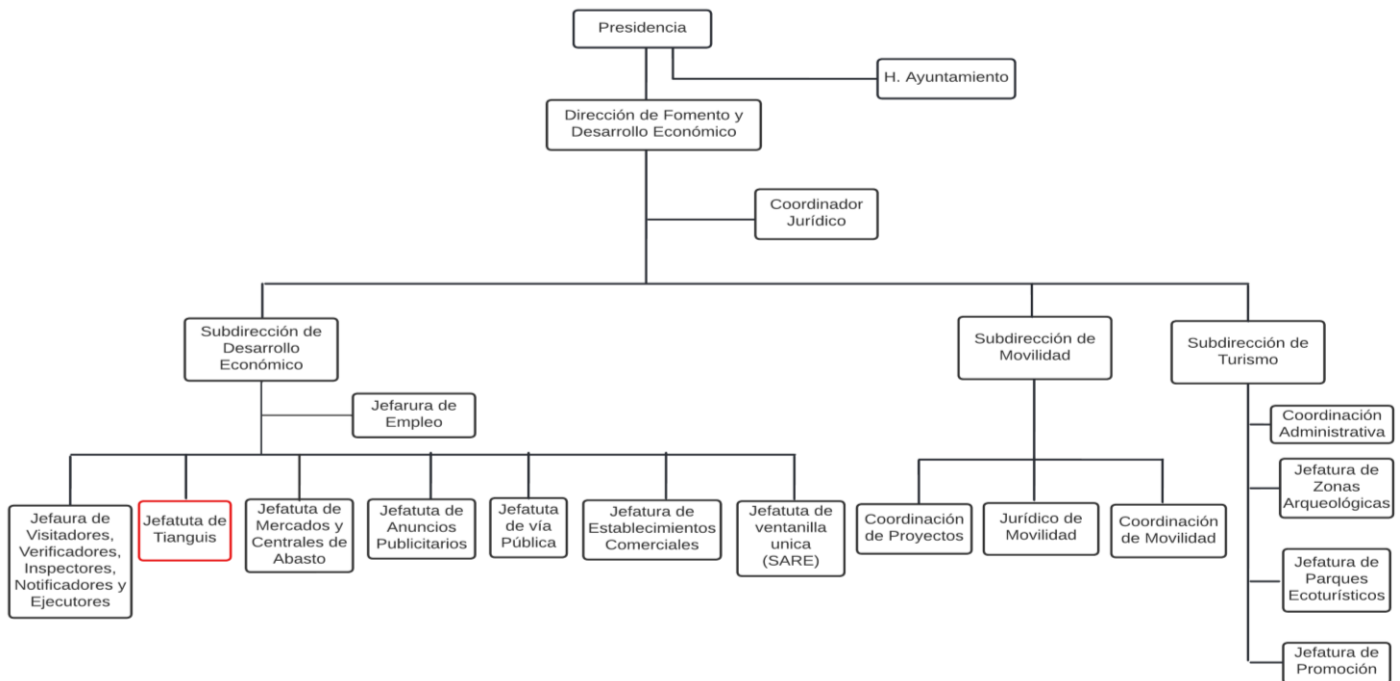 Presidencia
H. Ayuntamiento
Dirección de Fomento y
Desarrollo Económico
Coordinador
Jurídico
Subdirección de
Desarrollo
Económico
Subdirección de
Movilidad
Subdirección de
Turismo
Jefarura de
Empleo
Jefaura de
Visitadores,
Verificadores,
Inspectores,
Notificadores y
Ejecutores
Jefatuta de
Tianguis
Jefatuta de
Mercados y
Centrales de
Abasto
Jefatuta de
Anuncios
Publicitarios
Jefatuta
de vía
Pública
Jefatura de
Establecimientos
Comerciales
Jefatuta de
ventanilla
unica
(SARE)
Coordinación
de Proyectos
Jurídico de
Movilidad
Coordinación
de Movilidad
Coordinación
Administrativa
Jefatura de
Zonas
Arqueológicas
Jefatura de
Parques
Ecoturísticos
Jefatura de
Promoción